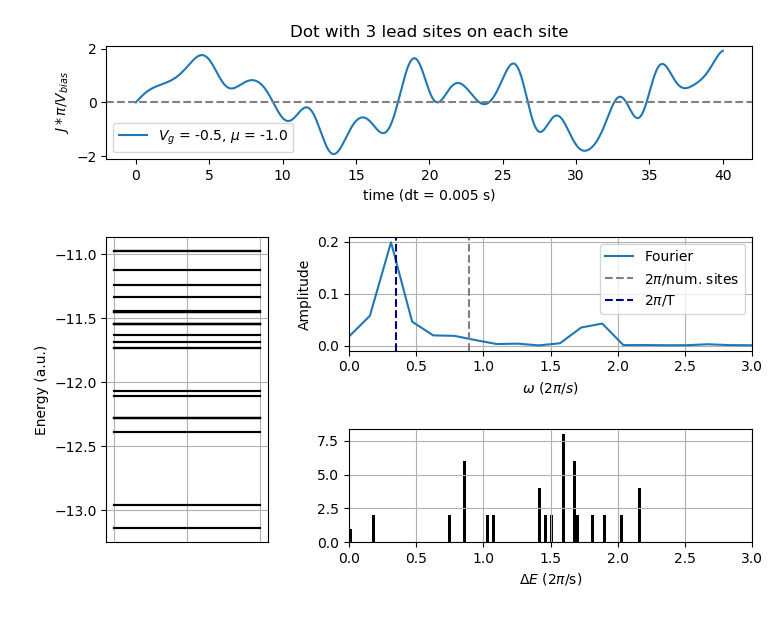 Dot with 3 lead sites on each site
J * π/V_bias
2
0
−2
V_g = -0.5, μ = -1.0
0 5 10 15 20 25 30 35 40
time (dt = 0.005 s)
Energy (a.u.)
−11.0
−11.5
−12.0
−12.5
−13.0
Amplitude
0.2
0.1
0.0
Fourier
2π/num. sites
2π/T
0.0 0.5 1.0 1.5 2.0 2.5 3.0
ω (2π/s)
7.5
5.0
2.5
0.0
0.0 0.5 1.0 1.5 2.0 2.5 3.0
ΔE (2π/s)